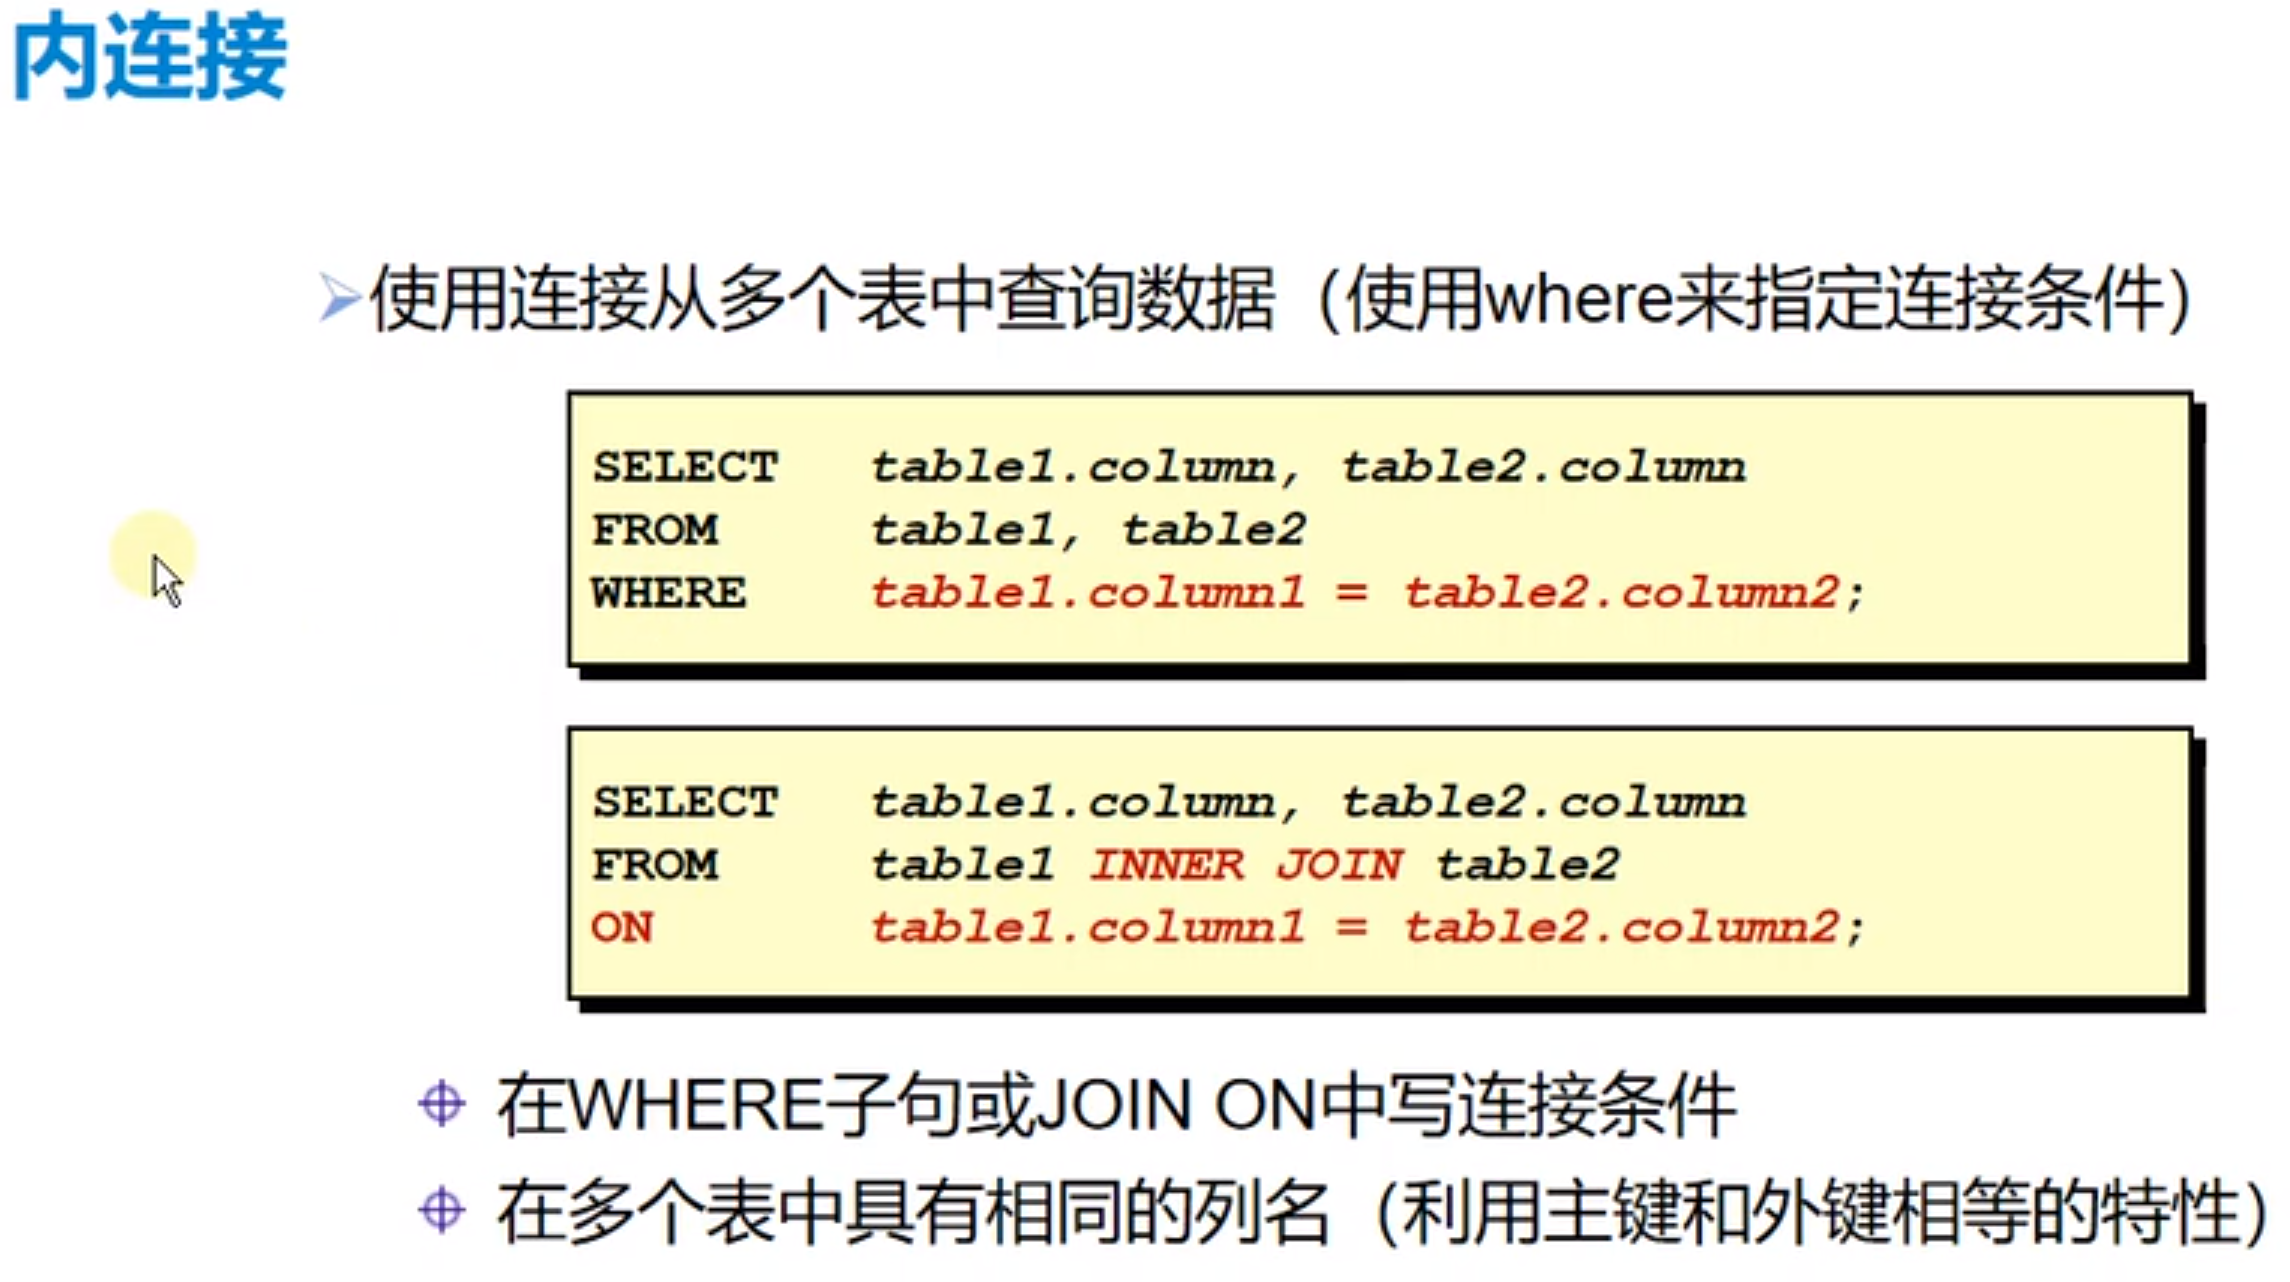 内连接
使用连接从多个表中查询数据（使用where来指定连接条件）
SELECT table1.column, table2.column
FROM table1, table2
WHERE table1.column1 = table2.column2;
SELECT table1.column, table2.column
FROM table1 INNER JOIN table2
ON table1.column1 = table2.column2;
在WHERE子句或JOIN ON中写连接条件
在多个表中具有相同的列名（利用主键和外键相等的特性）